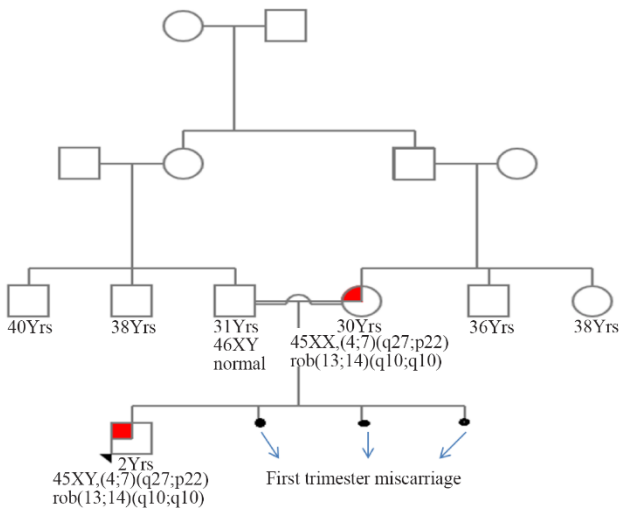 40Yrs 38Yrs 31Yrs 30Yrs 36Yrs 38Yrs
46XY
normal
45XX,(4;7)(q27;p22)
rob(13;14)(q10;q10)
2Yrs
45XY,(4;7)(q27;p22)
rob(13;14)(q10;q10)
First trimester miscarriage